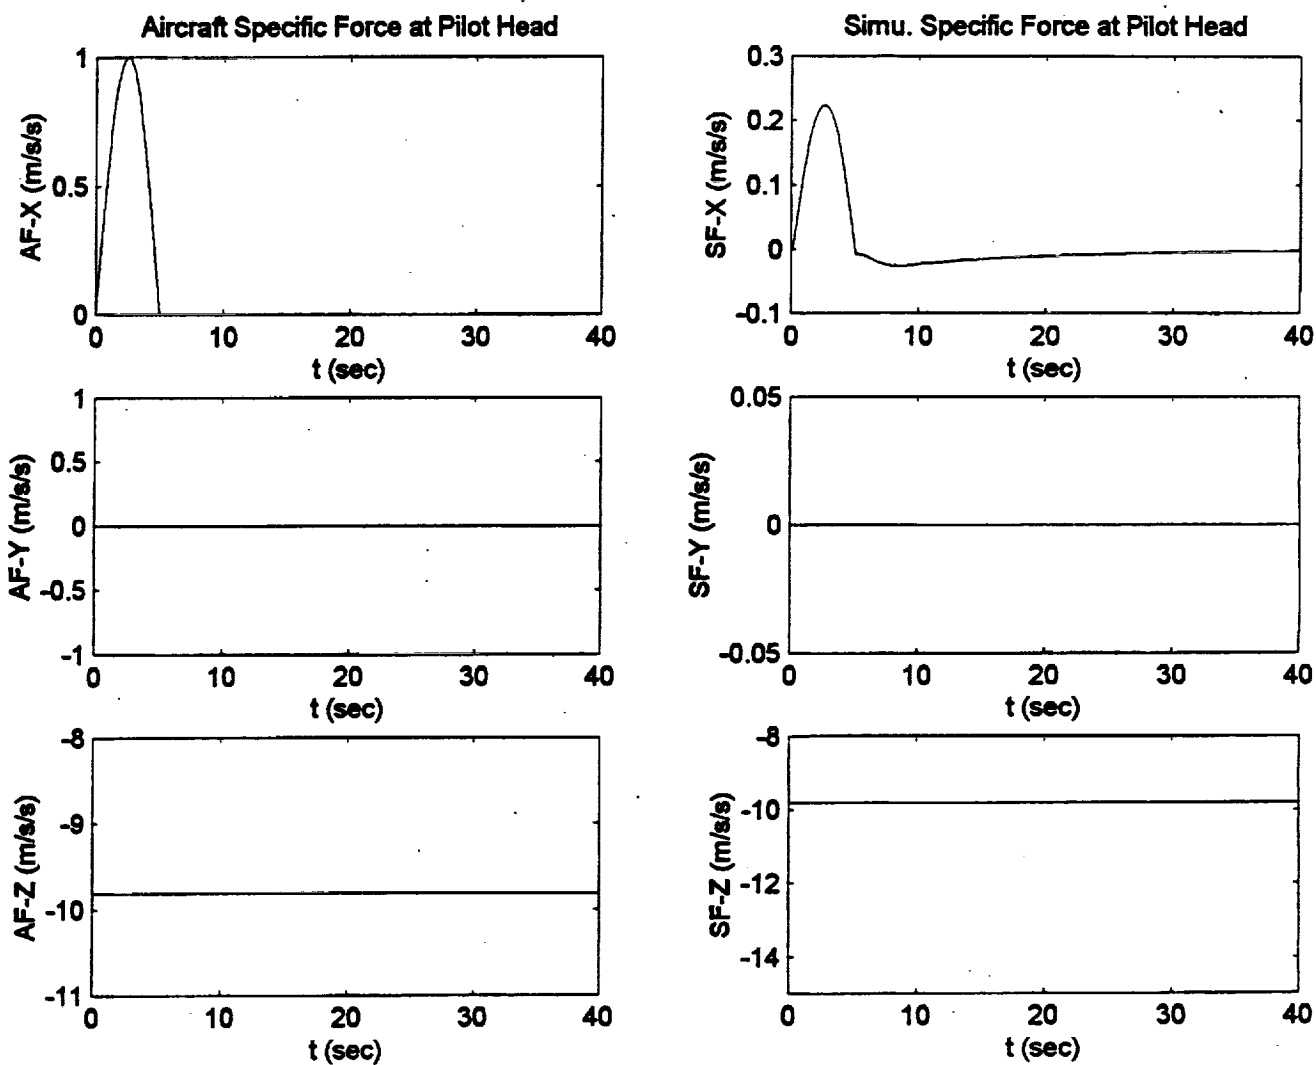 Aircraft Specific Force at Pilot Head
1
0.5
0
AF-X (m/s/s)
0 10 20 30 40
t (sec)
Simu. Specific Force at Pilot Head
0.3
0.2
0.1
0
-0.1
SF-X (m/s/s)
0 10 20 30 40
t (sec)
1
0.5
0
-0.5
-1
AF-Y (m/s/s)
0 10 20 30 40
t (sec)
0.05
0
-0.05
SF-Y (m/s/s)
0 10 20 30 40
t (sec)
-8
-9
-10
-11
AF-Z (m/s/s)
0 10 20 30 40
t (sec)
-8
-10
-12
-14
SF-Z (m/s/s)
0 10 20 30 40
t (sec)